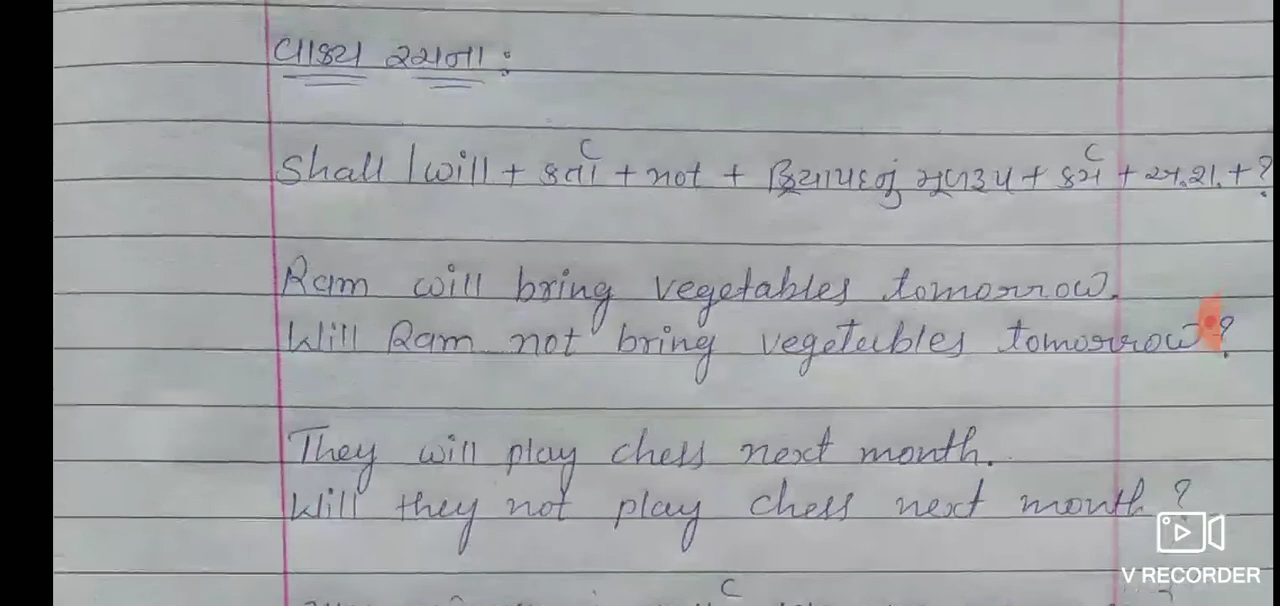 વાક્ય રચના:
Shall / will + કર્તા + not + ક્રિયાપદનું મૂળરૂપ + કર્મ + સ.શ. + ?
Ram will bring vegetables tomorrow.
Will Ram not bring vegetables tomorrow ?
They will play chess next month.
Will they not play chess next month ?
V RECORDER